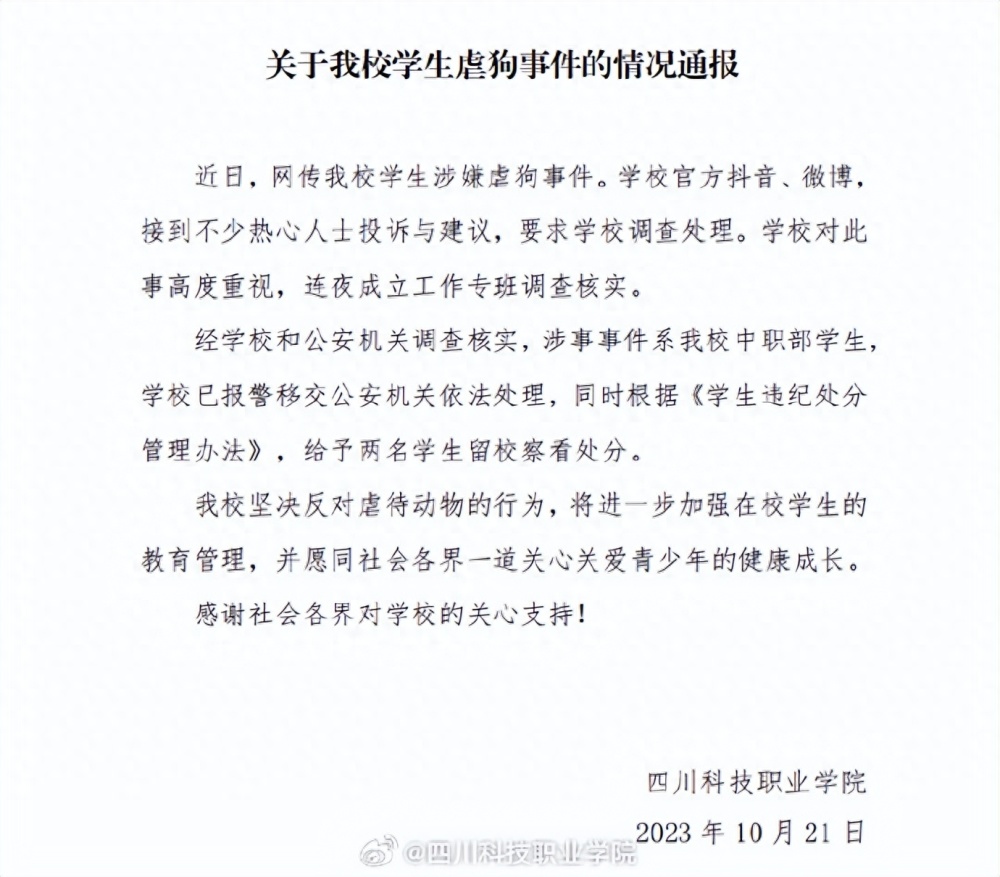 关于我校学生虐狗事件的情况通报
近日，网传我校学生涉嫌虐狗事件。学校官方抖音、微博，
接到不少热心人士投诉与建议，要求学校调查处理。学校对此
事高度重视，连夜成立工作专班调查核实。
经学校和公安机关调查核实，涉事事件系我校中职部学生，
学校已报警移交公安机关依法处理，同时根据《学生违纪处分
管理办法》，给予两名学生留校察看处分。
我校坚决反对虐待动物的行为，将进一步加强在校学生的
教育管理，并愿同社会各界一道关心关爱青少年的健康成长。
感谢社会各界对学校的关心支持！
四川科技职业学院
2023 年 10 月 21 日
@四川科技职业学院